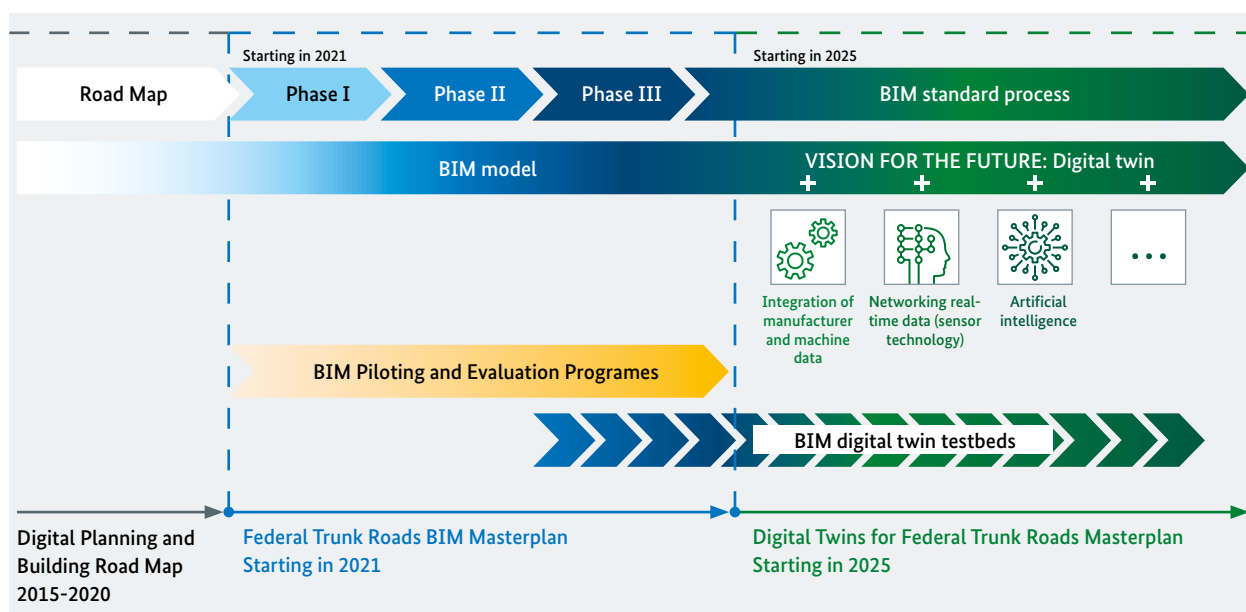 Starting in 2021
Starting in 2025
Road Map
Phase I
Phase II
Phase III
BIM standard process
BIM model
VISION FOR THE FUTURE: Digital twin
+ + + +
...
Integration of
manufacturer
and machine
data
Networking real-
time data (sensor
technology)
Artificial
intelligence
BIM Piloting and Evaluation Programes
BIM digital twin testbeds
Digital Planning and
Building Road Map
2015-2020
Federal Trunk Roads BIM Masterplan
Starting in 2021
Digital Twins for Federal Trunk Roads Masterplan
Starting in 2025